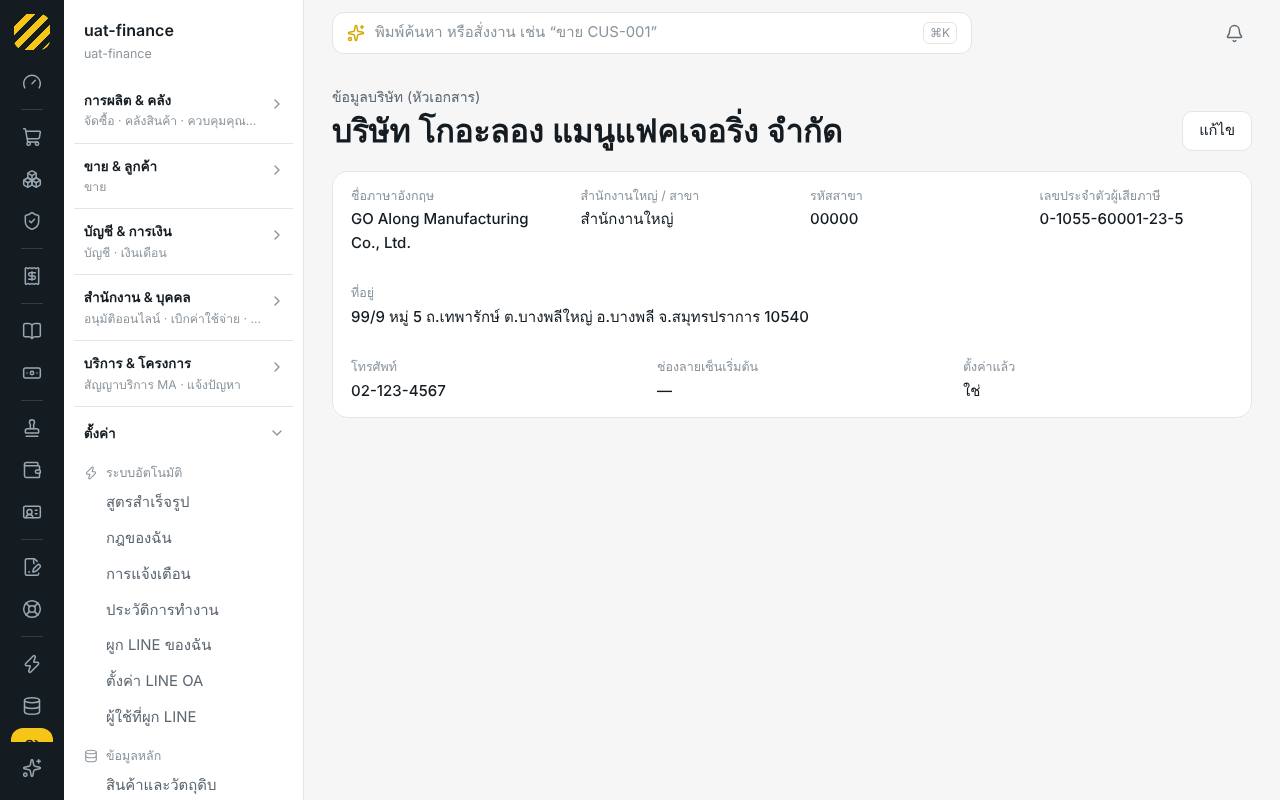 uat-finance
uat-finance
การผลิต & คลัง
จัดซื้อ · คลังสินค้า · ควบคุมคุณ...
ขาย & ลูกค้า
ขาย
บัญชี & การเงิน
บัญชี · เงินเดือน
สำนักงาน & บุคคล
อนุมัติออนไลน์ · เบิกค่าใช้จ่าย · ...
บริการ & โครงการ
สัญญาบริการ MA · แจ้งปัญหา
ตั้งค่า
ระบบอัตโนมัติ
สูตรสำเร็จรูป
กฎของฉัน
การแจ้งเตือน
ประวัติการทำงาน
ผูก LINE ของฉัน
ตั้งค่า LINE OA
ผู้ใช้ที่ผูก LINE
ข้อมูลหลัก
สินค้าและวัตถุดิบ
พิมพ์ค้นหา หรือสั่งงาน เช่น “ขาย CUS-001”
⌘K
ข้อมูลบริษัท (หัวเอกสาร)
บริษัท โกอะลอง แมนูแฟคเจอริ่ง จำกัด
แก้ไข
ชื่อภาษาอังกฤษ
GO Along Manufacturing
Co., Ltd.
สำนักงานใหญ่ / สาขา
สำนักงานใหญ่
รหัสสาขา
00000
เลขประจำตัวผู้เสียภาษี
0-1055-60001-23-5
ที่อยู่
99/9 หมู่ 5 ถ.เทพารักษ์ ต.บางพลีใหญ่ อ.บางพลี จ.สมุทรปราการ 10540
โทรศัพท์
02-123-4567
ช่องลายเซ็นเริ่มต้น
—
ตั้งค่าแล้ว
ใช่